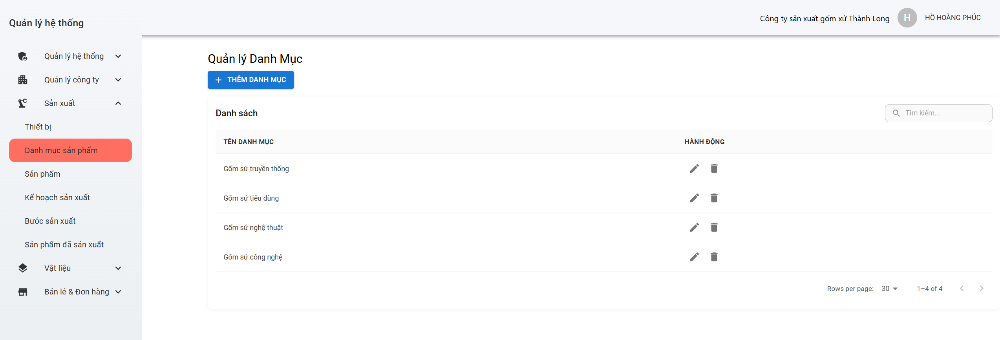 Quản lý hệ thống
Quản lý hệ thống
Quản lý công ty
Sản xuất
Thiết bị
Danh mục sản phẩm
Sản phẩm
Kế hoạch sản xuất
Bước sản xuất
Sản phẩm đã sản xuất
Vật liệu
Bán lẻ & Đơn hàng
Công ty sản xuất gốm xứ Thành Long
H
HỒ HOÀNG PHÚC
Quản lý Danh Mục
THÊM DANH MỤC
Danh sách
Tìm kiếm...
TÊN DANH MỤC HÀNH ĐỘNG
Gốm sứ truyền thống
Gốm sứ tiêu dùng
Gốm sứ nghệ thuật
Gốm sứ công nghệ
Rows per page: 30 1–4 of 4